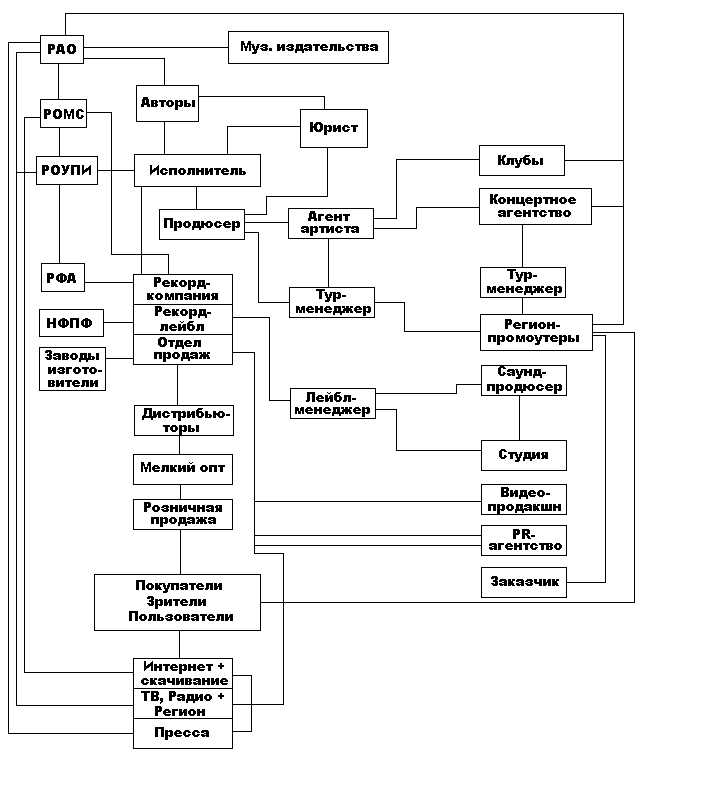 РАО
Муз. издательства
Авторы
РОМС
Юрист
Клубы
РОУПИ
Исполнитель
Концертное
агентство
Продюсер
Агент
артиста
РФА
Рекорд-
компания
Тур-
менеджер
Тур-
менеджер
НФПФ
Рекорд-
лейбл
Регион-
промоутеры
Заводы
изгото-
вители
Отдел
продаж
Саунд-
продюсер
Лейбл-
менеджер
Дистрибью-
торы
Студия
Мелкий опт
Видео-
продакшн
Розничная
продажа
PR-
агентство
Заказчик
Покупатели
Зрители
Пользователи
Интернет +
скачивание
ТВ, Радио +
Регион
Пресса